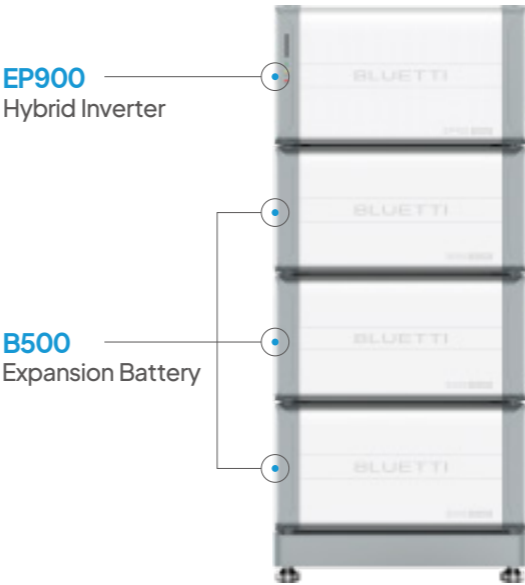 EP900
Hybrid Inverter
BLUETTI
BLUETTI
B500
Expansion Battery
BLUETTI
BLUETTI